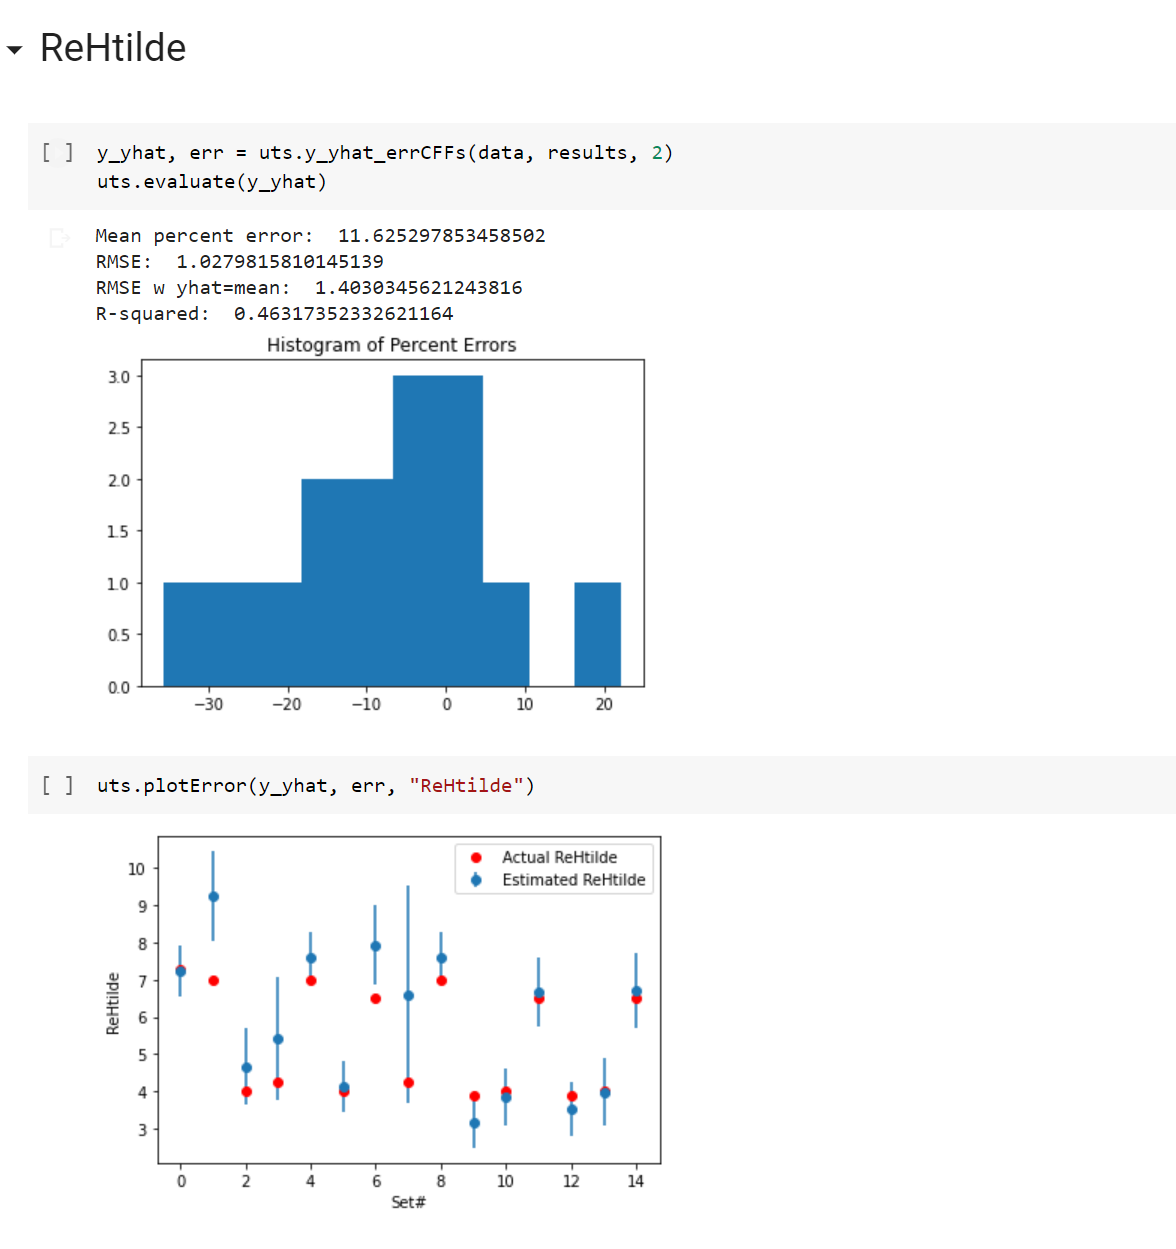 ReHtilde
[ ] y_yhat, err = uts.y_yhat_errCFFs(data, results, 2)
uts.evaluate(y_yhat)
Mean percent error:  11.625297853458502
RMSE:  1.0279815810145139
RMSE w yhat=mean:  1.4030345621243816
R-squared:  0.46317352332621164
Histogram of Percent Errors
3.0
2.5
2.0
1.5
1.0
0.5
0.0
−30 −20 −10 0 10 20
[ ] uts.plotError(y_yhat, err, "ReHtilde")
Actual ReHtilde
Estimated ReHtilde
10
9
8
7
6
5
4
3
ReHtilde
0 2 4 6 8 10 12 14
Set#